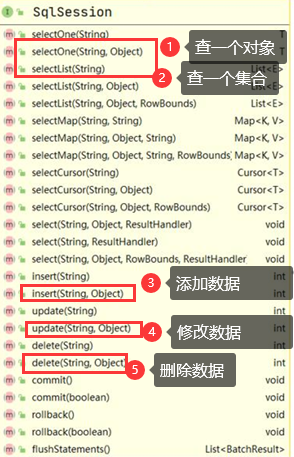 SqlSession
selectOne(String) T
selectOne(String, Object) T
1 查一个对象
selectList(String) List<E>
2 查一个集合
selectList(String, Object) List<E>
selectList(String, Object, RowBounds) List<E>
selectMap(String, String) Map<K, V>
selectMap(String, Object, String) Map<K, V>
selectMap(String, Object, String, RowBounds) Map<K, V>
selectCursor(String) Cursor<T>
selectCursor(String, Object) Cursor<T>
selectCursor(String, Object, RowBounds) Cursor<T>
select(String, Object, ResultHandler) void
select(String, ResultHandler) void
select(String, Object, RowBounds, ResultHandler) void
insert(String) int
insert(String, Object) int
3 添加数据
update(String) int
update(String, Object) int
4 修改数据
delete(String) int
delete(String, Object) int
5 删除数据
commit() void
commit(boolean) void
rollback() void
rollback(boolean) void
flushStatements() List<BatchResult>